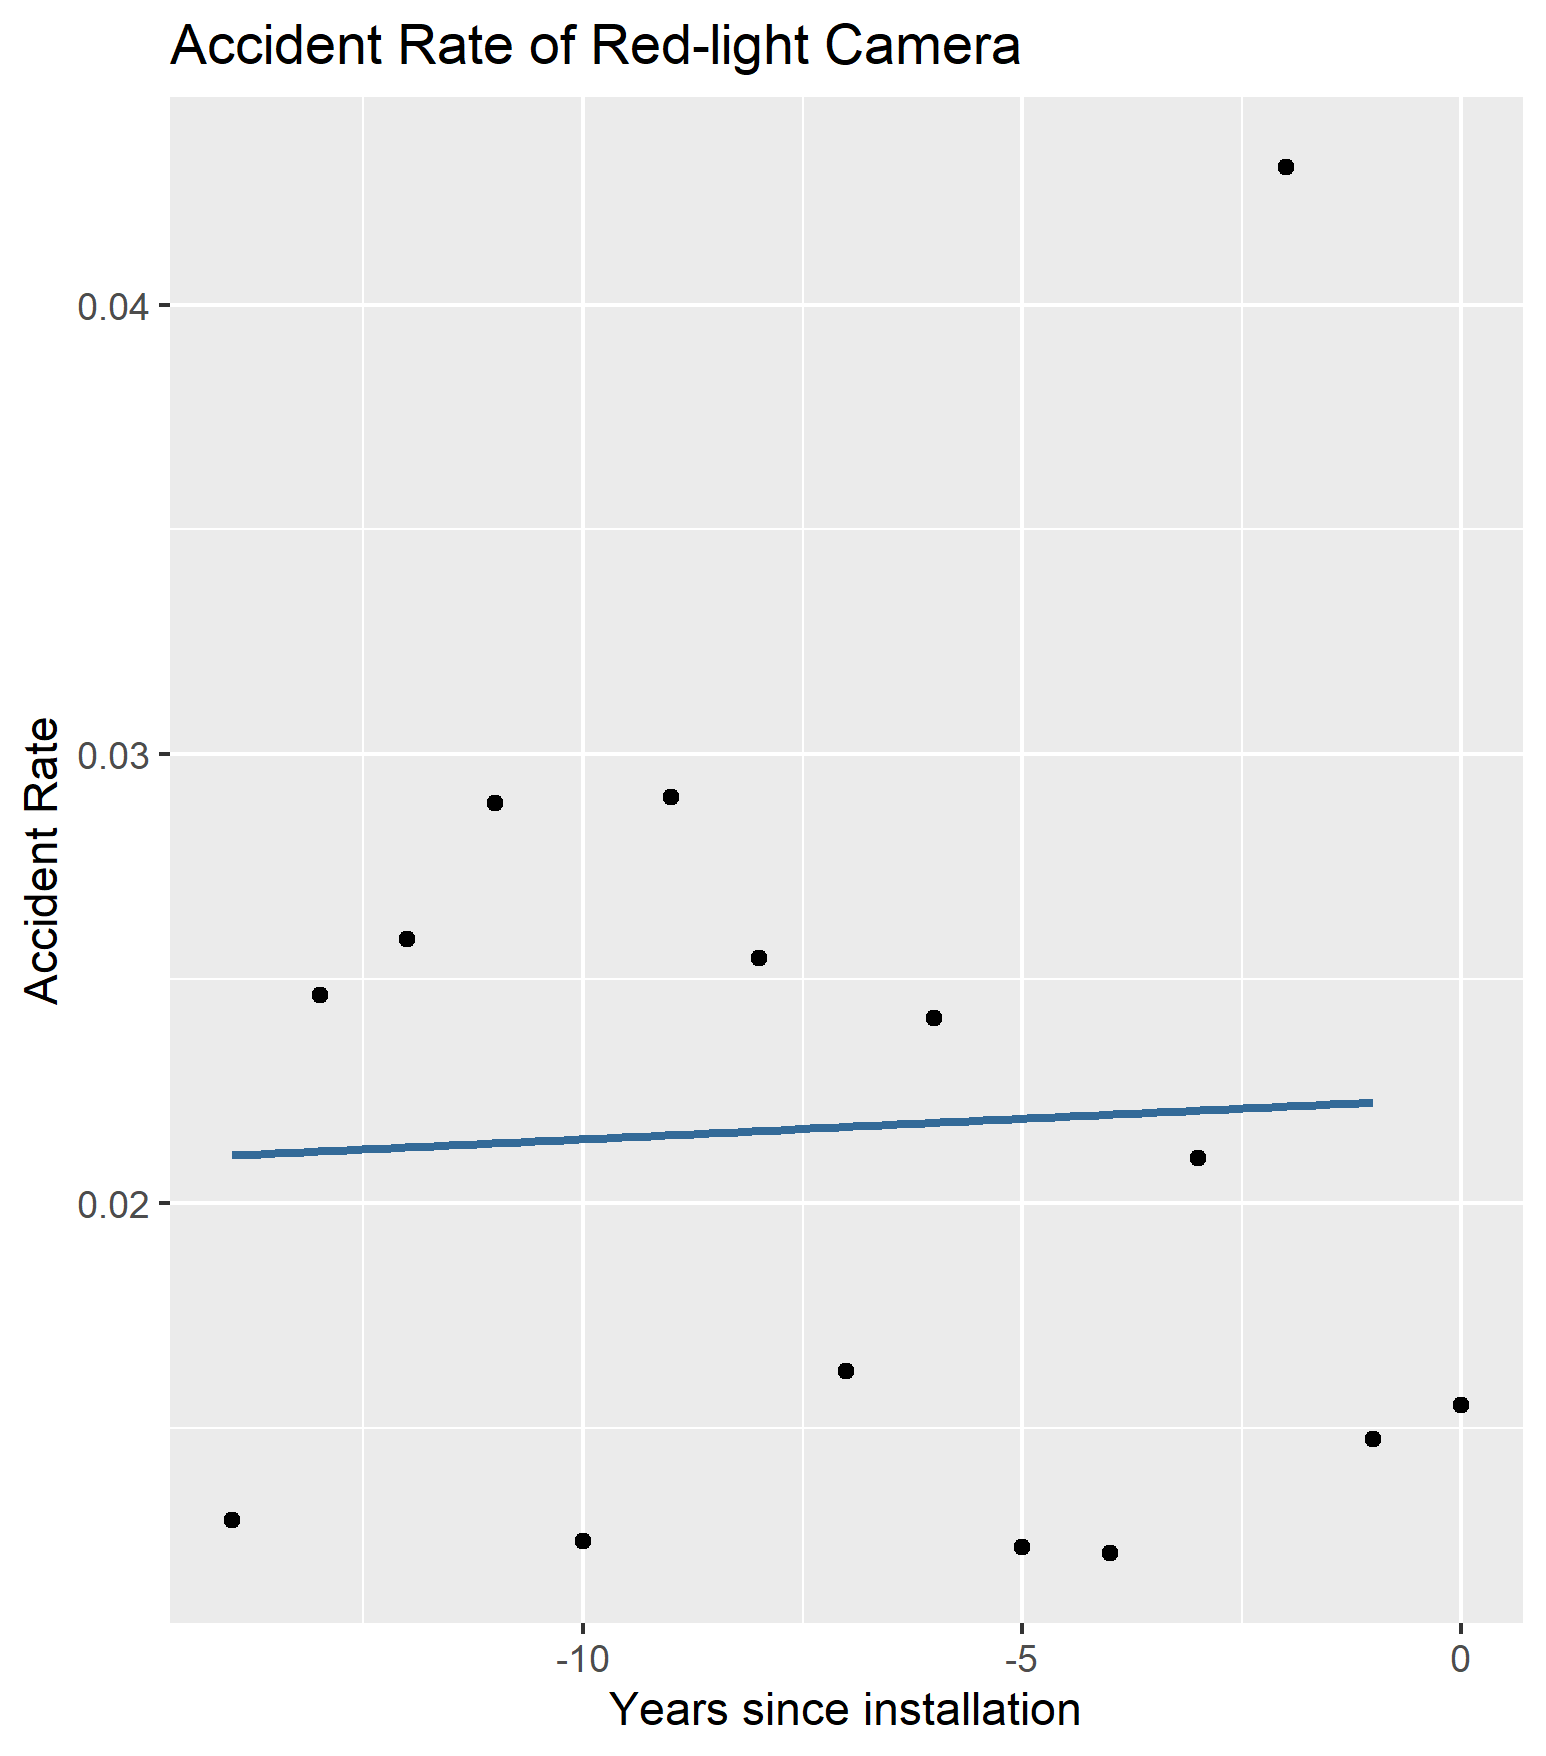 Accident Rate of Red-light Camera
0.04
0.03
0.02
Accident Rate
-10
-5
0
Years since installation